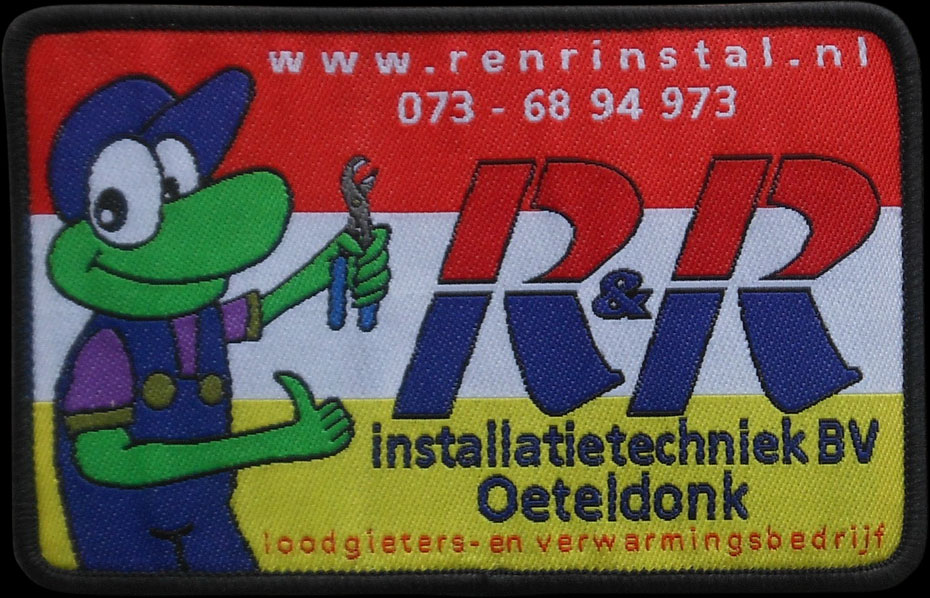 www.renrinstal.nl
073 - 68 94 973
R&R
installatietechniek BV
Oeteldonk
loodgieters- en verwarmingsbedrijf